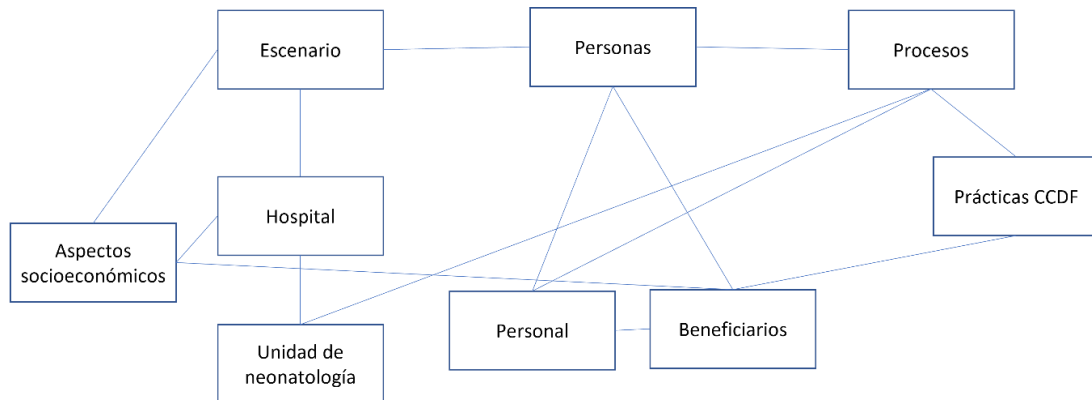 Escenario
Personas
Procesos
Prácticas CCDF
Hospital
Aspectos
socioeconómicos
Personal
Beneficiarios
Unidad de
neonatología